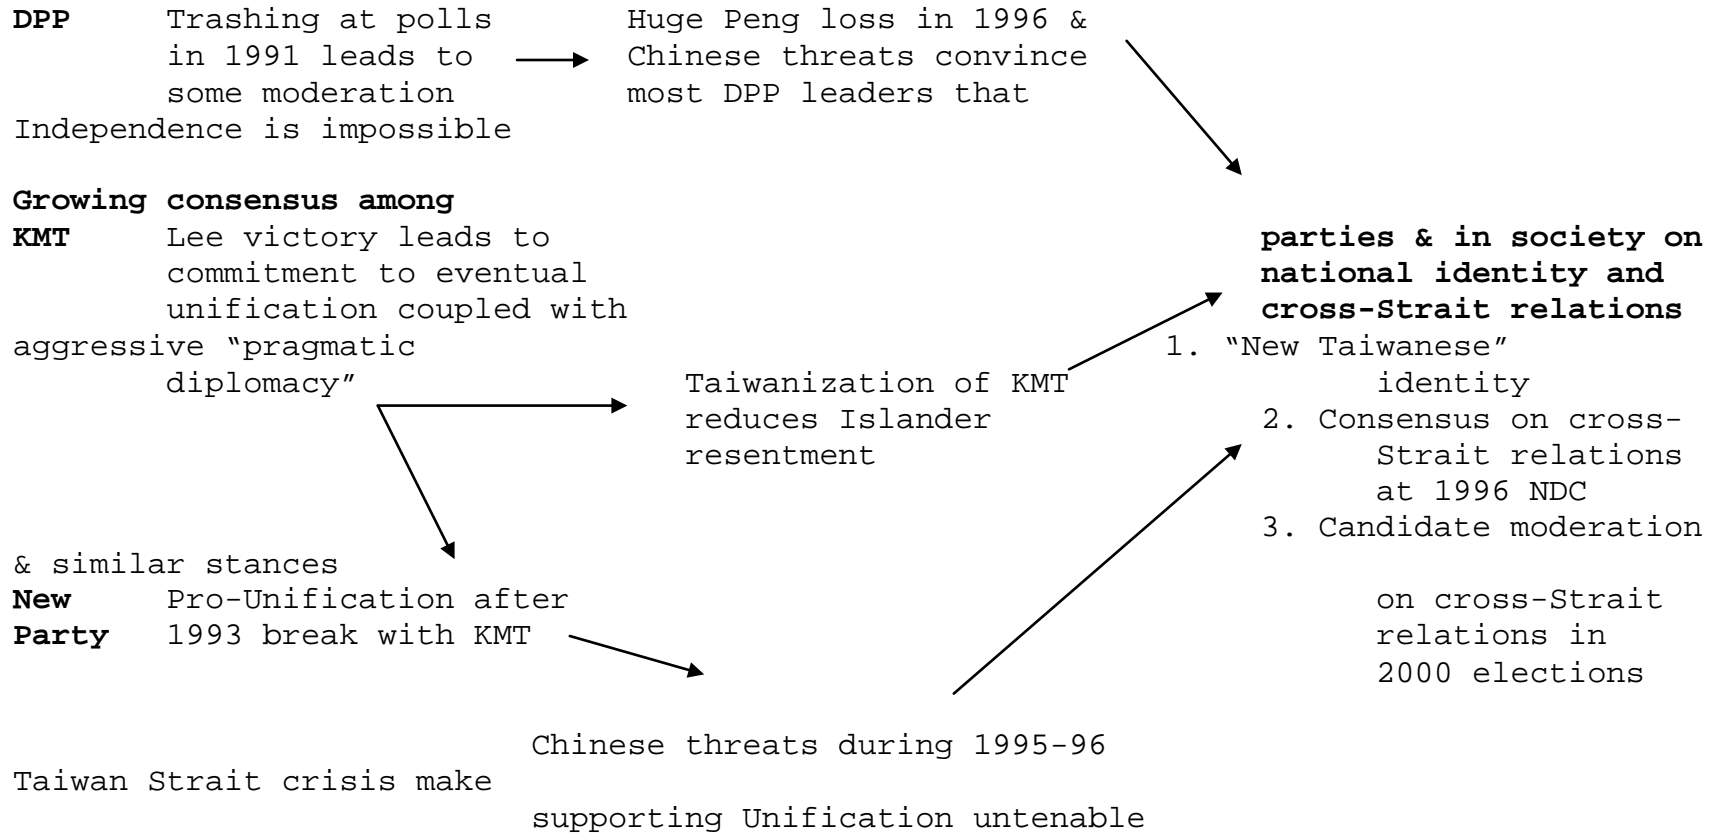 DPP Trashing at polls Huge Peng loss in 1996 &
in 1991 leads to Chinese threats convince
some moderation most DPP leaders that
Independence is impossible
Growing consensus among
KMT Lee victory leads to parties & in society on
commitment to eventual national identity and
unification coupled with cross-Strait relations
aggressive “pragmatic 1. “New Taiwanese”
diplomacy” Taiwanization of KMT identity
reduces Islander 2. Consensus on cross-
resentment Strait relations
at 1996 NDC
3. Candidate moderation
& similar stances
New Pro-Unification after on cross-Strait
Party 1993 break with KMT relations in
2000 elections
Chinese threats during 1995-96
Taiwan Strait crisis make
supporting Unification untenable